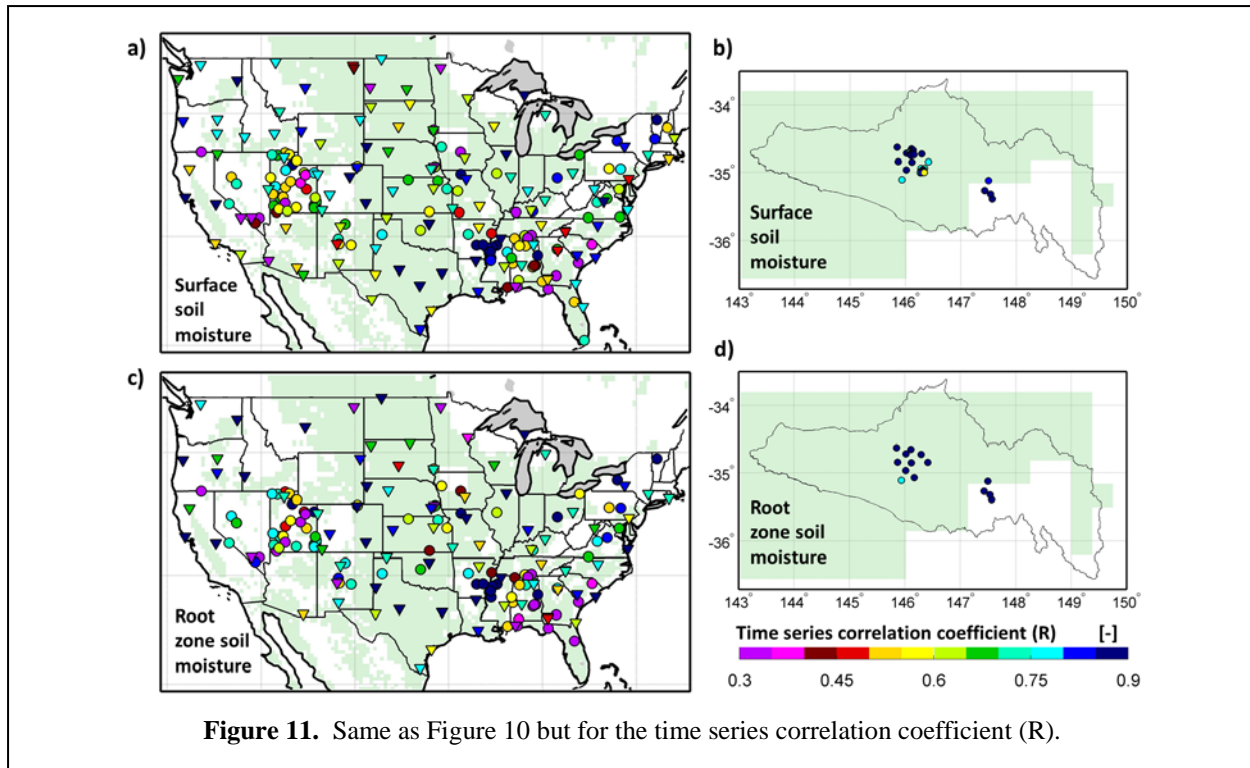 a)
Surface
soil
moisture
b)
-34
-35
-36
Surface
soil
moisture
143° 144° 145° 146° 147° 148° 149° 150°
c)
Root
zone soil
moisture
d)
-34
-35
-36
Root
zone soil
moisture
143 144 145 146 147 148 149 150
Time series correlation coefficient (R) [-]
0.3 0.45 0.6 0.75 0.9
Figure 11. Same as Figure 10 but for the time series correlation coefficient (R).